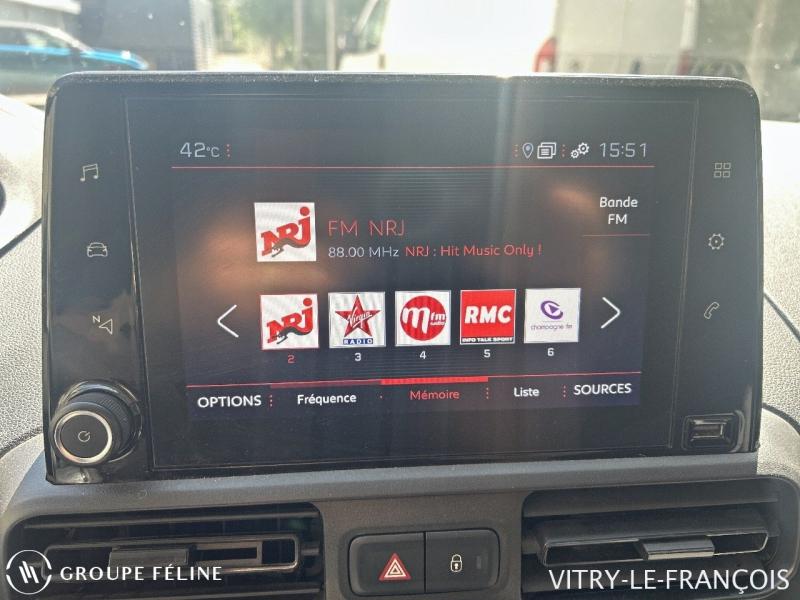 42°C 15:51
N
Bande
FM
NRJ
FM NRJ
88.00 MHz NRJ : Hit Music Only !
NRJ Virgin RADIO mfm radio RMC INFO TALK SPORT champagne fm
2 3 4 5 6
OPTIONS Fréquence Mémoire Liste SOURCES
GROUPE FÉLINE VITRY-LE-FRANÇOIS